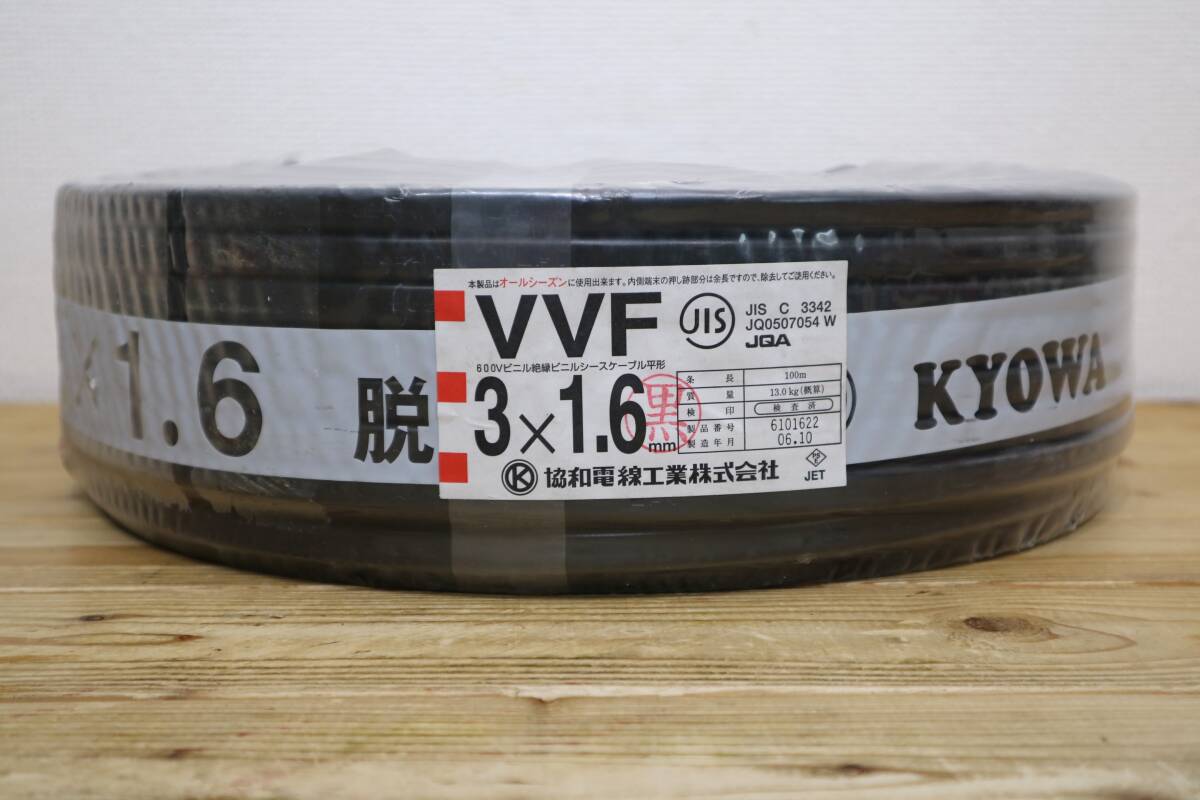 ×1.6
脱
本製品はオールシーズンに使用出来ます。内側端末の押し跡部分は余長ですので、除去してご使用ください。
VVF
JIS
JIS C 3342
JQ0507054 W
JQA
600Vビニル絶縁ビニルシースケーブル平形
3×1.6mm
黒
条長 100m
質量 13.0kg(概算)
検印 検査済
製品番号 6101622
製造年月 06.10
K 協和電線工業株式会社
PS E
JET
KYOWA